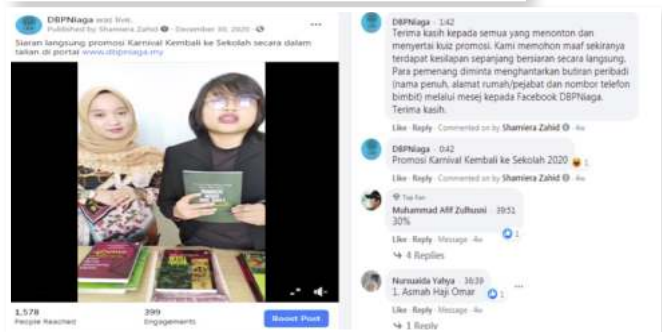 DBPNiaga was live.
Published by Shamiera Zahid · December 30, 2020 ·
Siaran langsung promosi Karnival Kembali ke Sekolah secara dalam
talian di portal www.dbpniaga.my
1,578
People Reached
399
Engagements
Boost Post
DBPNiaga · 1:42
Terima kasih kepada semua yang menonton dan
menyertai kuiz promosi. Kami memohon maaf sekiranya
terdapat kesilapan sepanjang bersiaran secara langsung.
Para pemenang diminta menghantarkan butiran peribadi
(nama penuh, alamat rumah/pejabat dan nombor telefon
bimbit) melalui mesej kepada Facebook DBPNiaga.
Terima kasih.
Like · Reply · Commented on by Shamiera Zahid · 4w
DBPNiaga · 0:42
Promosi Karnival Kembali ke Sekolah 2020
1
Like · Reply · Commented on by Shamiera Zahid · 4w
Top Fan
Muhammad Afif Zulhusni · 39:51
30%
1
Like · Reply · Message · 4w
4 Replies
Nursuaida Yahya · 36:39
1. Asmah Haji Omar
1
Like · Reply · Message · 4w
1 Reply